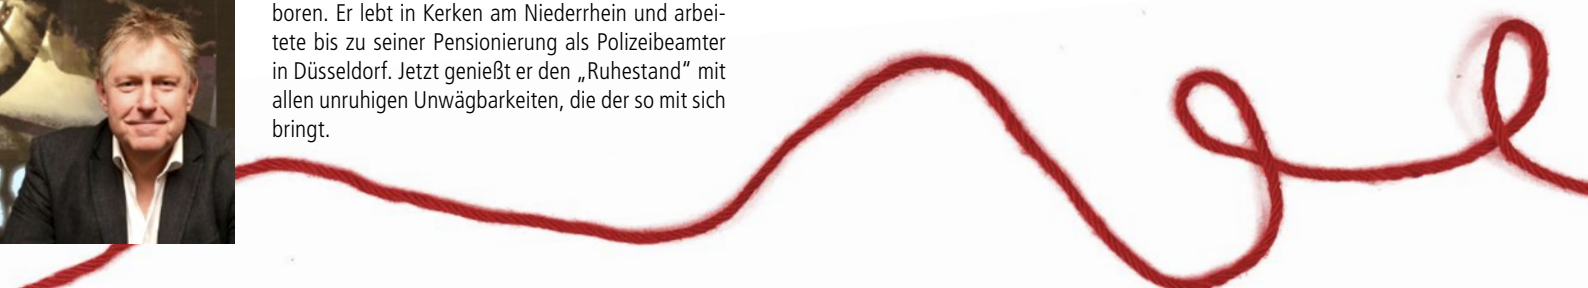 boren. Er lebt in Kerken am Niederrhein und arbei-
tete bis zu seiner Pensionierung als Polizeibeamter
in Düsseldorf. Jetzt genießt er den „Ruhestand“ mit
allen unruhigen Unwägbarkeiten, die der so mit sich
bringt.